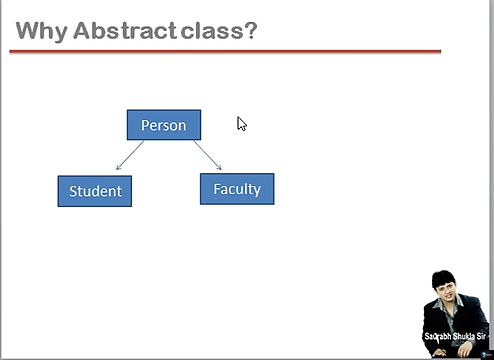 Why Abstract class?
Person
Student
Faculty
Saurabh Shukla Sir